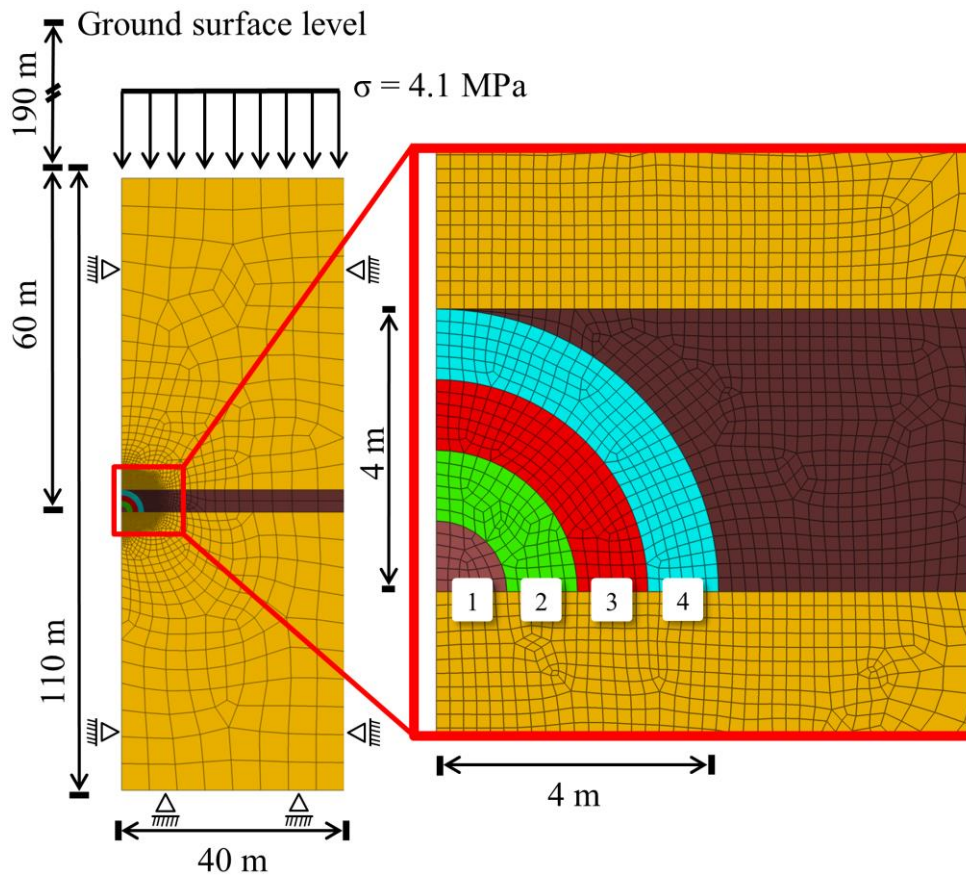 Ground surface level
190 m
σ = 4.1 MPa
60 m
110 m
40 m
4 m
1
2
3
4
4 m